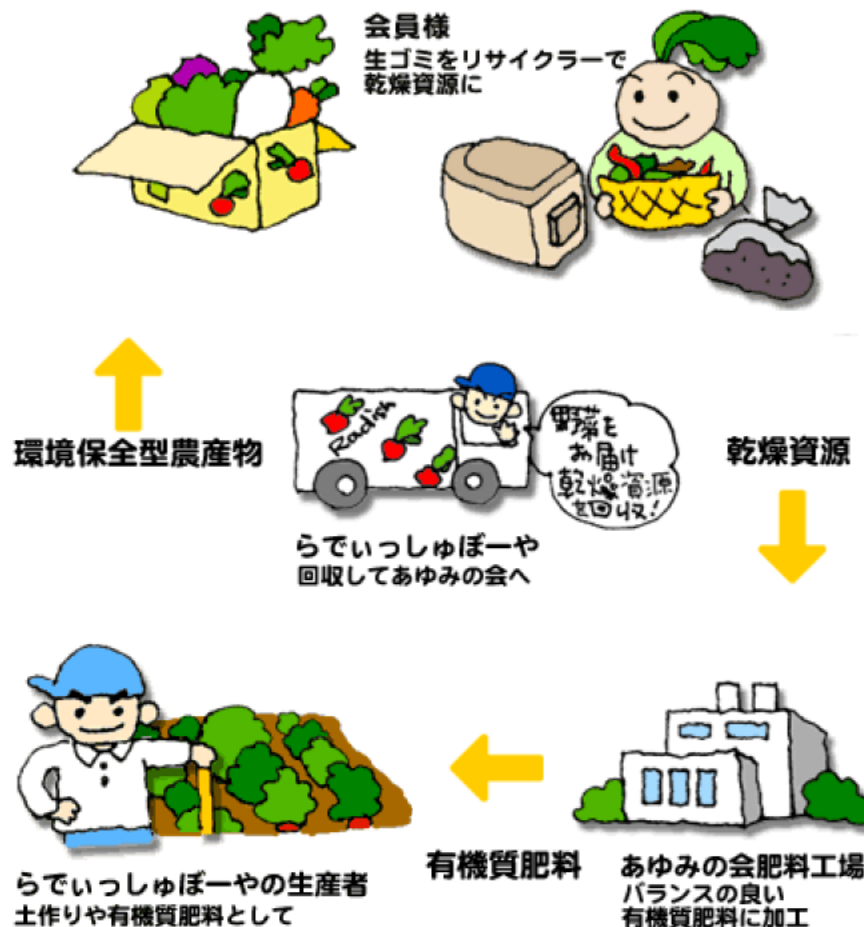 会員様
生ゴミをリサイクラーで
乾燥資源に
環境保全型農産物
Radish
野菜を
お届け
乾燥資源
を回収!
乾燥資源
らでぃっしゅぼーや
回収してあゆみの会へ
有機質肥料
あゆみの会肥料工場
バランスの良い
有機質肥料に加工
らでぃっしゅぼーやの生産者
土作りや有機質肥料として